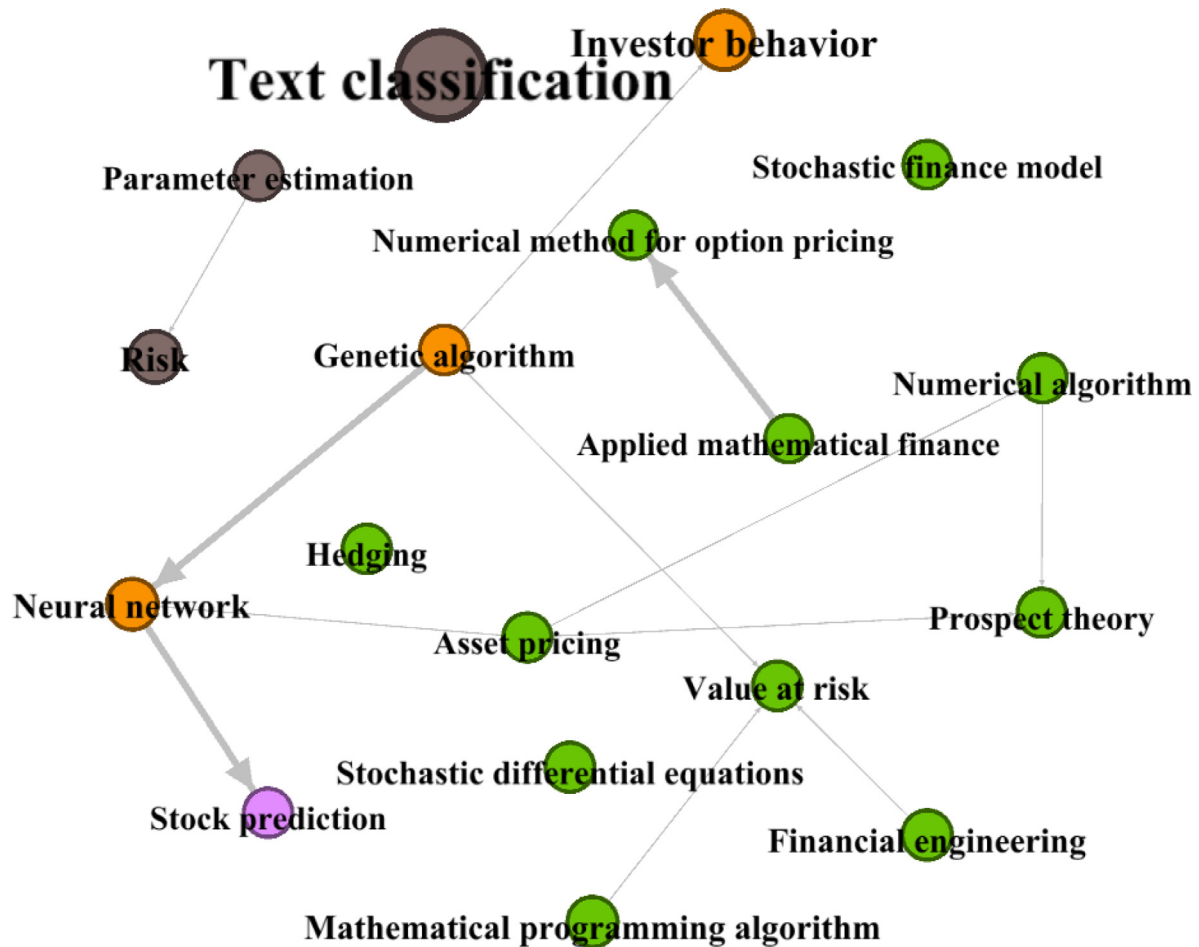 Investor behavior
Text classification
Stochastic finance model
Parameter estimation
Numerical method for option pricing
Risk
Genetic algorithm
Numerical algorithm
Applied mathematical finance
Hedging
Neural network
Prospect theory
Asset pricing
Value at risk
Stochastic differential equations
Stock prediction
Financial engineering
Mathematical programming algorithm